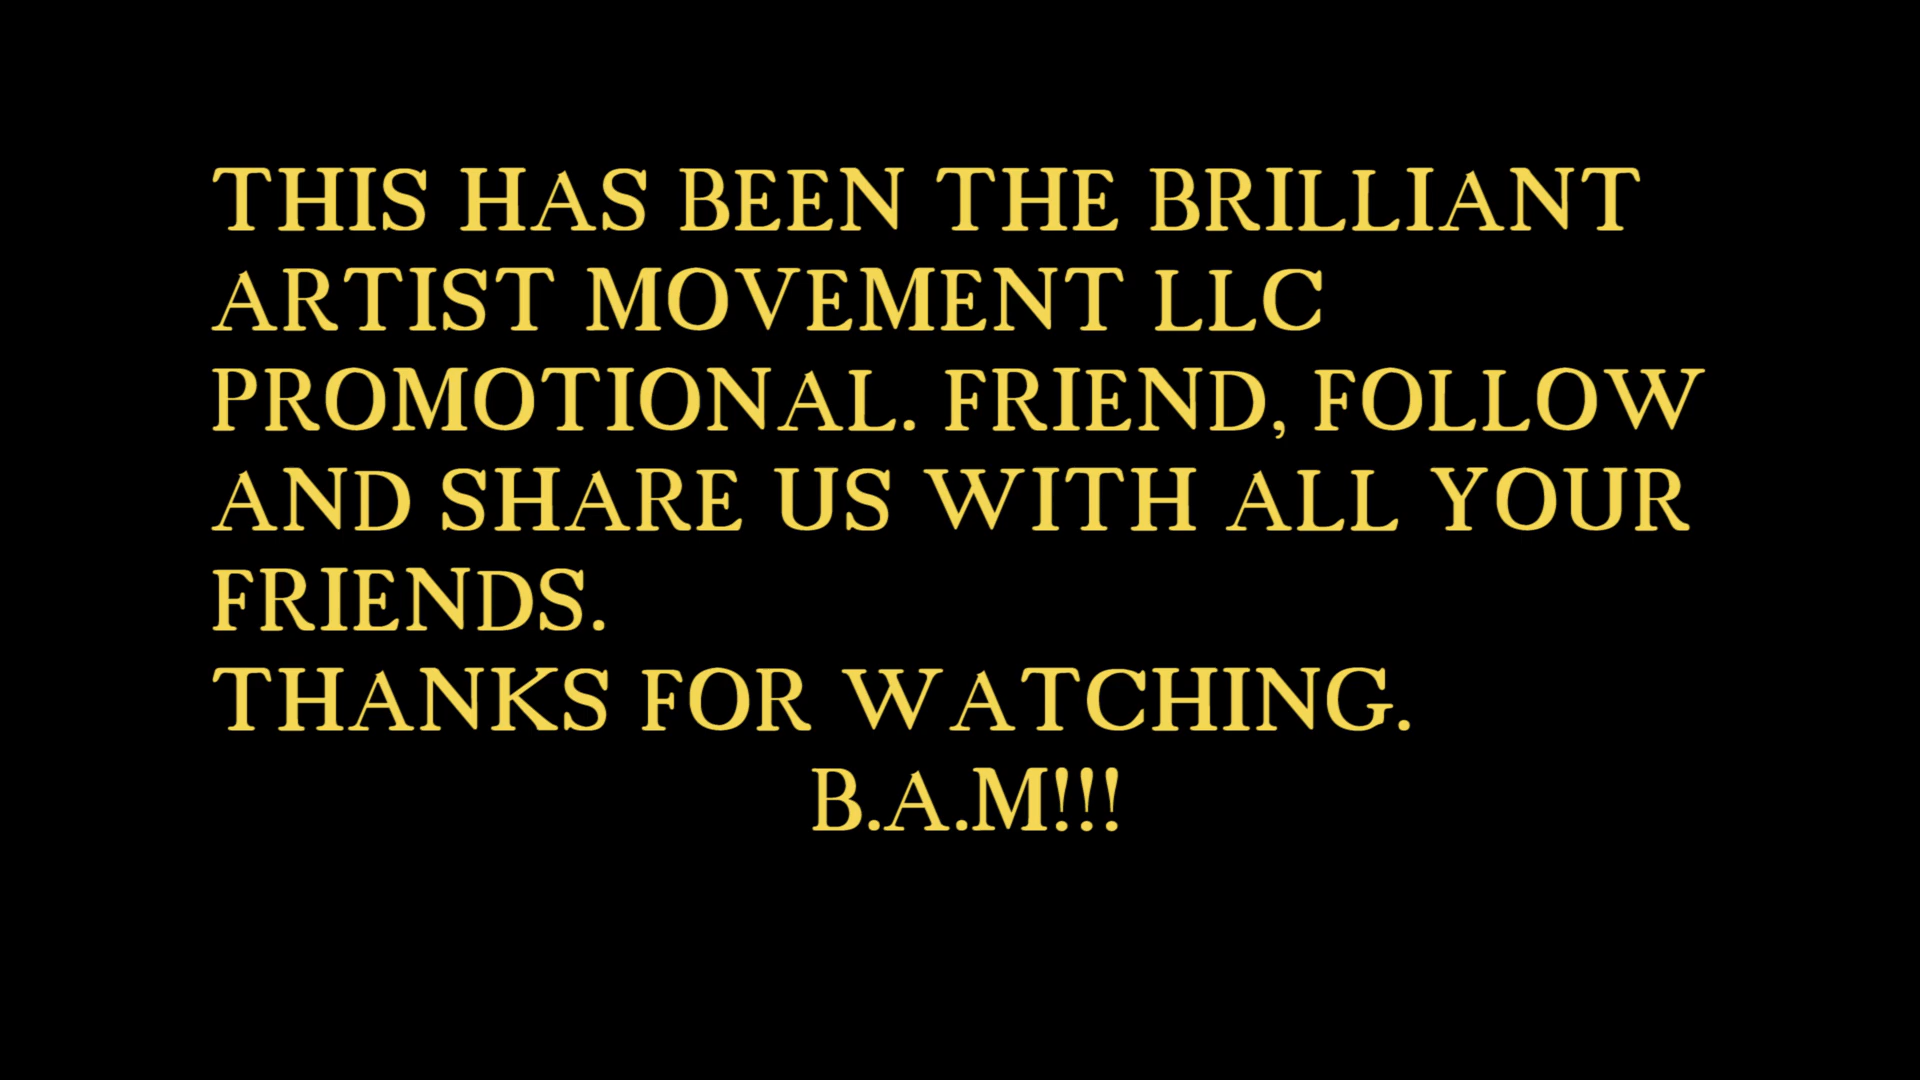 THIS HAS BEEN THE BRILLIANT
ARTIST MOVEMENT LLC
PROMOTIONAL. FRIEND, FOLLOW
AND SHARE US WITH ALL YOUR
FRIENDS.
THANKS FOR WATCHING.
B.A.M!!!